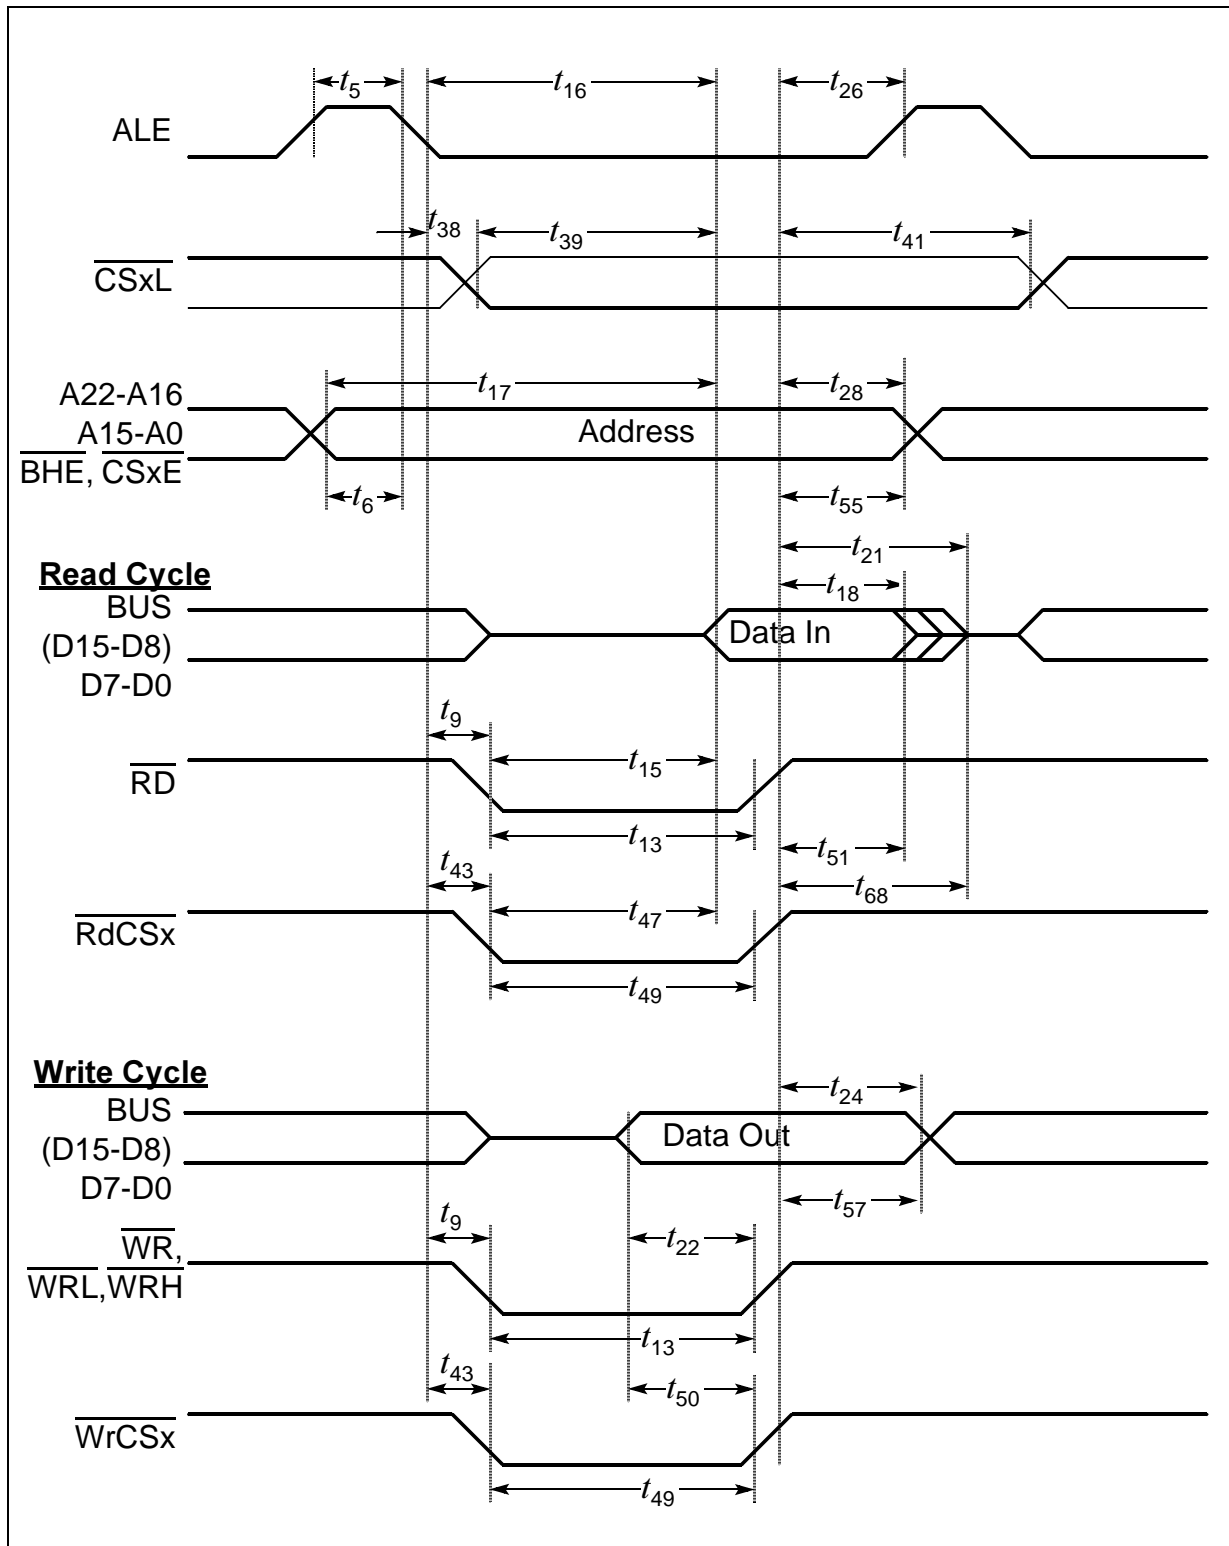 t5 t16 t26
ALE
t38 t39 t41
CSxL
A22-A16 t17 t28
A15-A0 Address
BHE, CSxE
t6 t55
t21
Read Cycle
t18
BUS
(D15-D8) Data In
D7-D0
t9
t15
RD
t13 t51
t43
t68
t47
RdCSx
t49
Write Cycle
t24
BUS
(D15-D8) Data Out
D7-D0
t57
t9
WR, t22
WRL,WRH
t13
t43
t50
WrCSx
t49